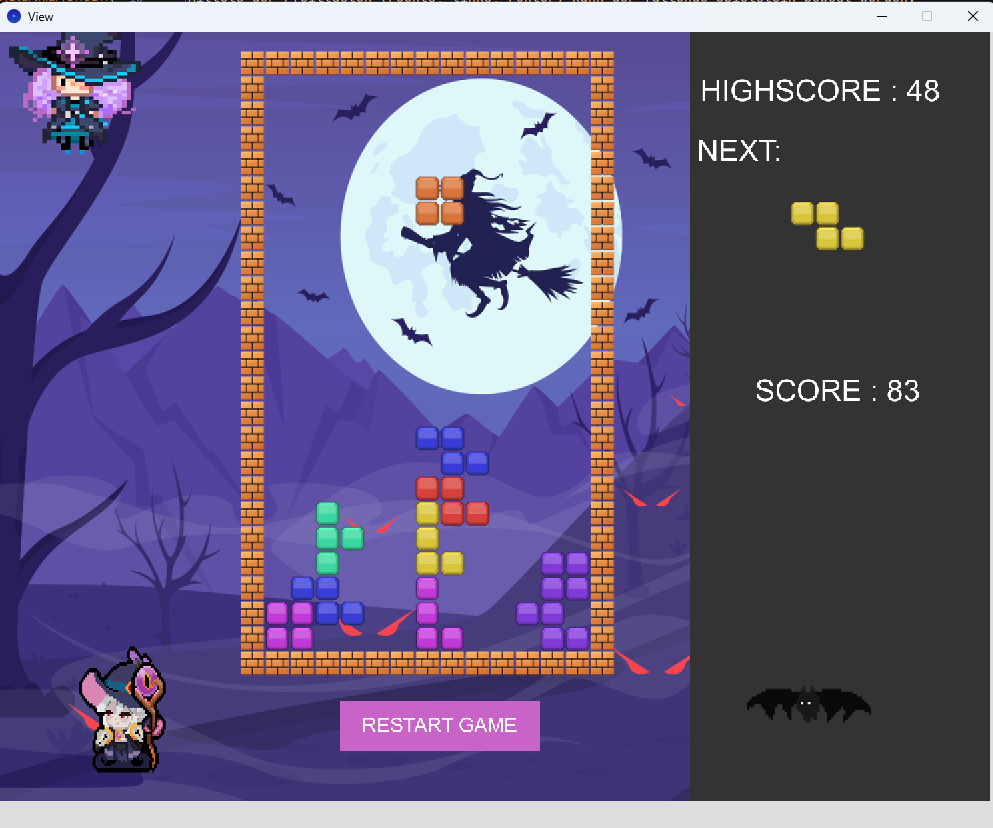 View
HIGHSCORE : 48
NEXT:
SCORE : 83
RESTART GAME